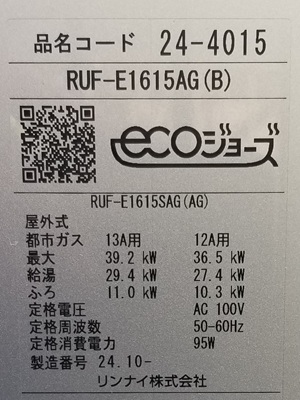 品名コード 24-4015
RUF-E1615AG(B)
ecoジョーズ
RUF-E1615SAG(AG)
屋外式
都市ガス 13A用 12A用
最大 39.2 kW 36.5 kW
給湯 29.4 kW 27.4 kW
ふろ 11.0 kW 10.3 kW
定格電圧 AC 100V
定格周波数 50-60Hz
定格消費電力 95W
製造番号 24.10-
リンナイ株式会社